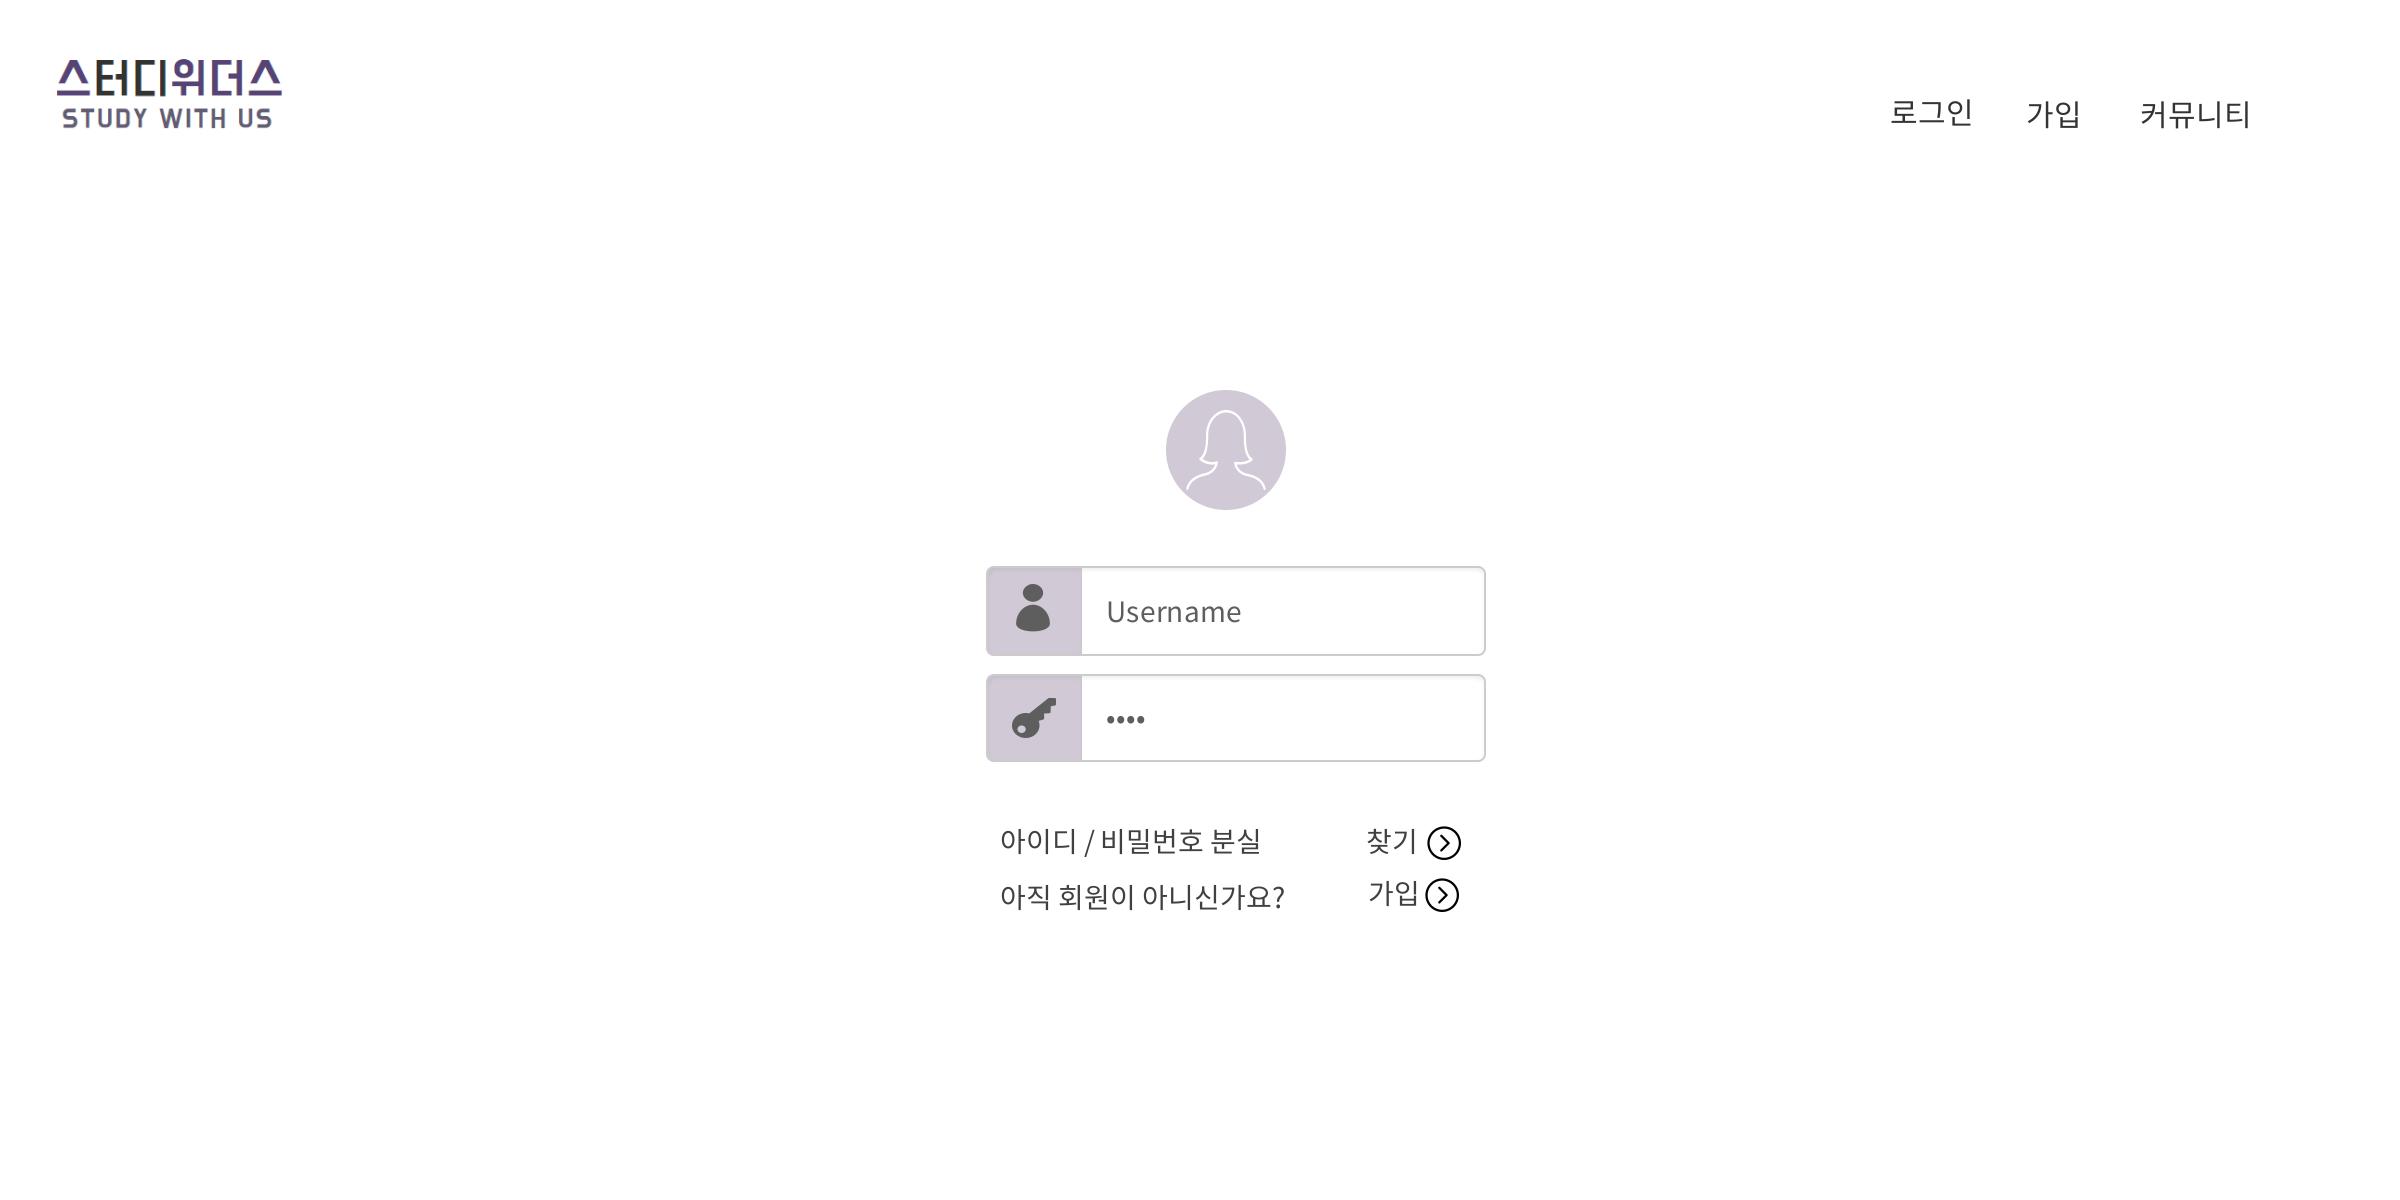 스터디위더스
STUDY WITH US
로그인 가입 커뮤니티
Username
••••
아이디 / 비밀번호 분실 찾기
아직 회원이 아니신가요? 가입